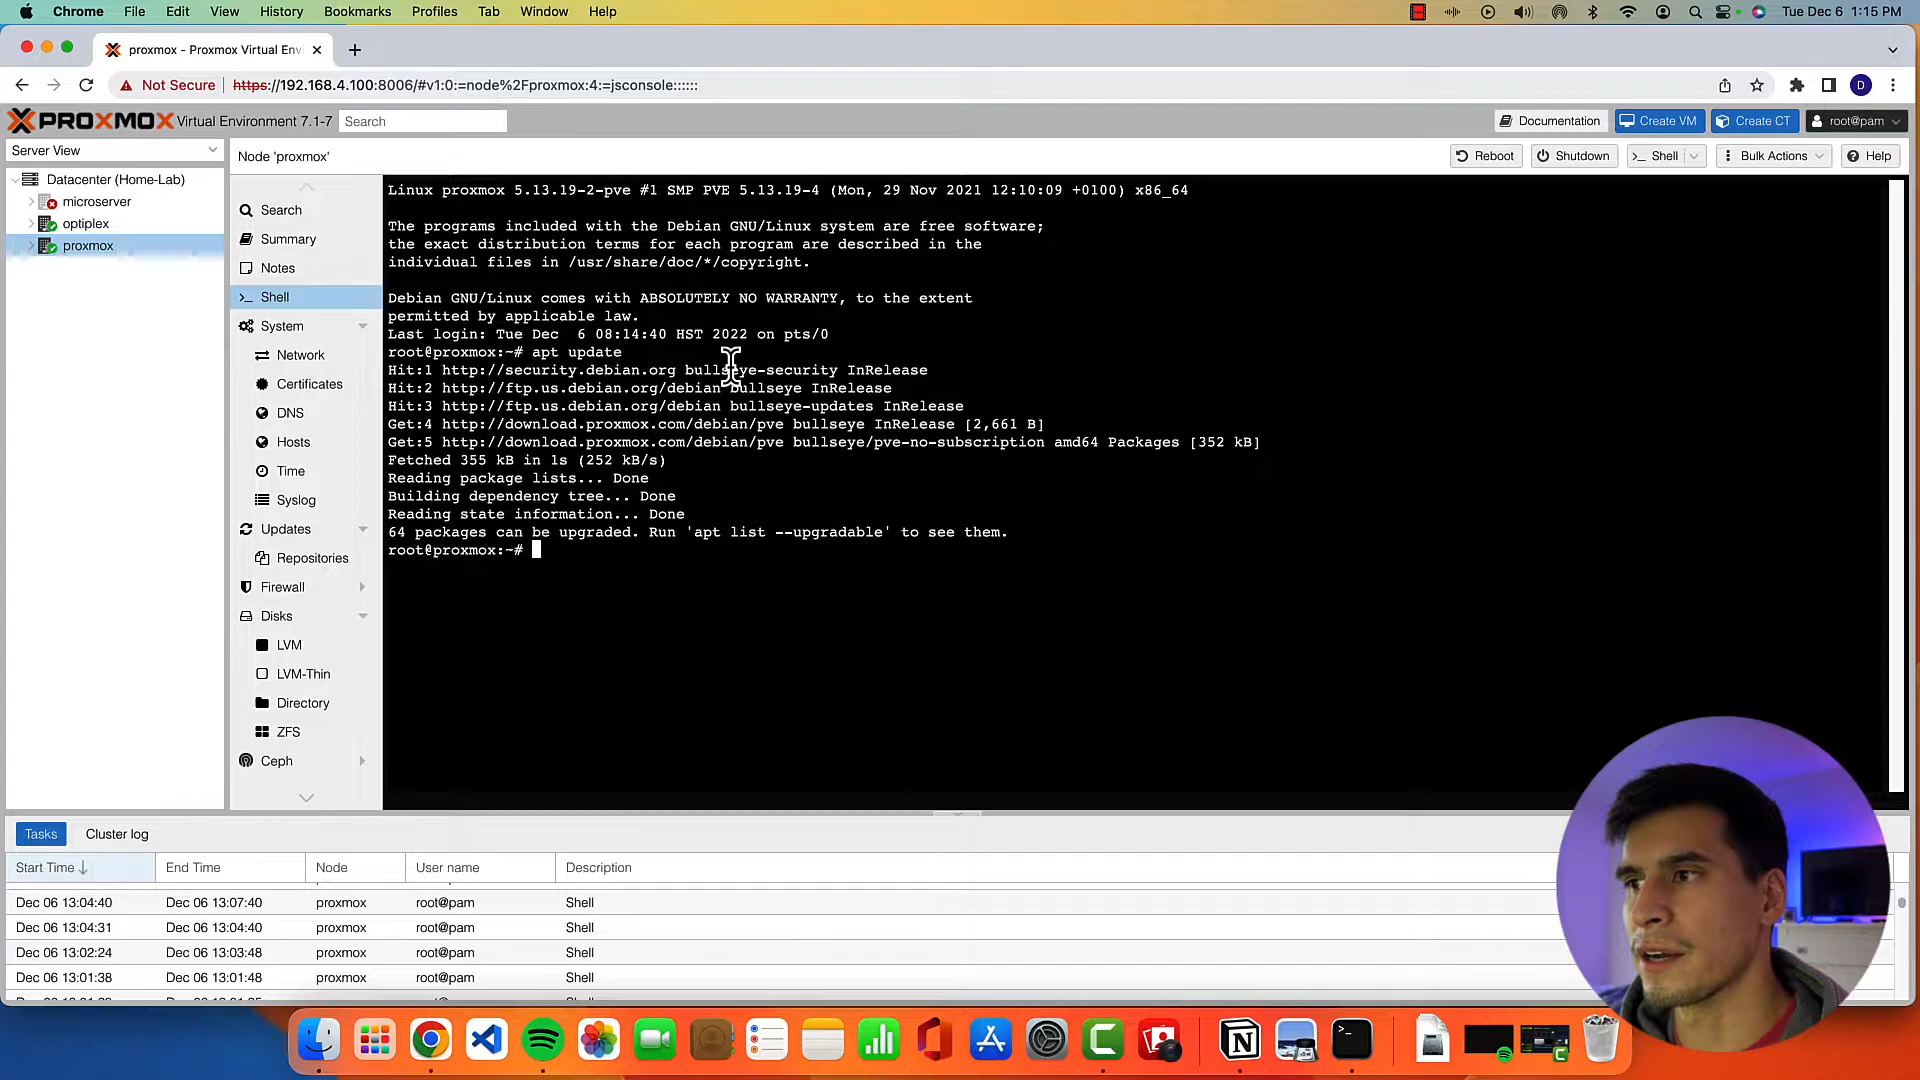 Chrome File Edit View History Bookmarks Profiles Tab Window Help Tue Dec 6 1:15 PM
proxmox - Proxmox Virtual Envi
Not Secure https://192.168.4.100:8006/#v1:0:=node%2Fproxmox:4:=jsconsole:::::: D
PROXMOX Virtual Environment 7.1-7 Search Documentation Create VM Create CT root@pam
Server View
Node 'proxmox' Reboot Shutdown Shell Bulk Actions Help
Datacenter (Home-Lab)
microserver
optiplex
proxmox
Search
Summary
Notes
Shell
System
Network
Certificates
DNS
Hosts
Time
Syslog
Updates
Repositories
Firewall
Disks
LVM
LVM-Thin
Directory
ZFS
Ceph
Linux proxmox 5.13.19-2-pve #1 SMP PVE 5.13.19-4 (Mon, 29 Nov 2021 12:10:09 +0100) x86_64
The programs included with the Debian GNU/Linux system are free software;
the exact distribution terms for each program are described in the
individual files in /usr/share/doc/*/copyright.
Debian GNU/Linux comes with ABSOLUTELY NO WARRANTY, to the extent
permitted by applicable law.
Last login: Tue Dec  6 08:14:40 HST 2022 on pts/0
root@proxmox:~# apt update
Hit:1 http://security.debian.org bullseye-security InRelease
Hit:2 http://ftp.us.debian.org/debian bullseye InRelease
Hit:3 http://ftp.us.debian.org/debian bullseye-updates InRelease
Get:4 http://download.proxmox.com/debian/pve bullseye InRelease [2,661 B]
Get:5 http://download.proxmox.com/debian/pve bullseye/pve-no-subscription amd64 Packages [352 kB]
Fetched 355 kB in 1s (252 kB/s)
Reading package lists... Done
Building dependency tree... Done
Reading state information... Done
64 packages can be upgraded. Run 'apt list --upgradable' to see them.
root@proxmox:~#
Tasks Cluster log
Start Time End Time Node User name Description
Dec 06 13:04:40 Dec 06 13:07:40 proxmox root@pam Shell
Dec 06 13:04:31 Dec 06 13:04:40 proxmox root@pam Shell
Dec 06 13:02:24 Dec 06 13:03:48 proxmox root@pam Shell
Dec 06 13:01:38 Dec 06 13:01:48 proxmox root@pam Shell